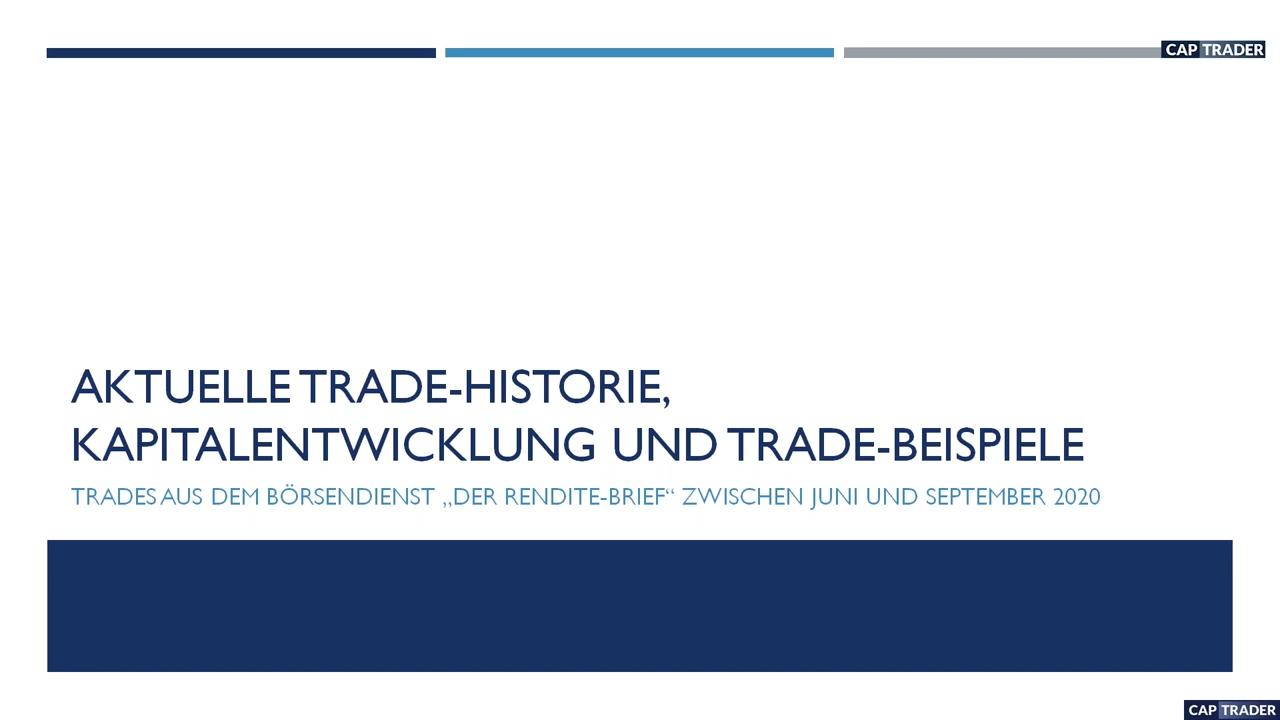 CAP TRADER
AKTUELLE TRADE-HISTORIE,
KAPITALENTWICKLUNG UND TRADE-BEISPIELE
TRADES AUS DEM BÖRSENDIENST „DER RENDITE-BRIEF“ ZWISCHEN JUNI UND SEPTEMBER 2020
CAP TRADER